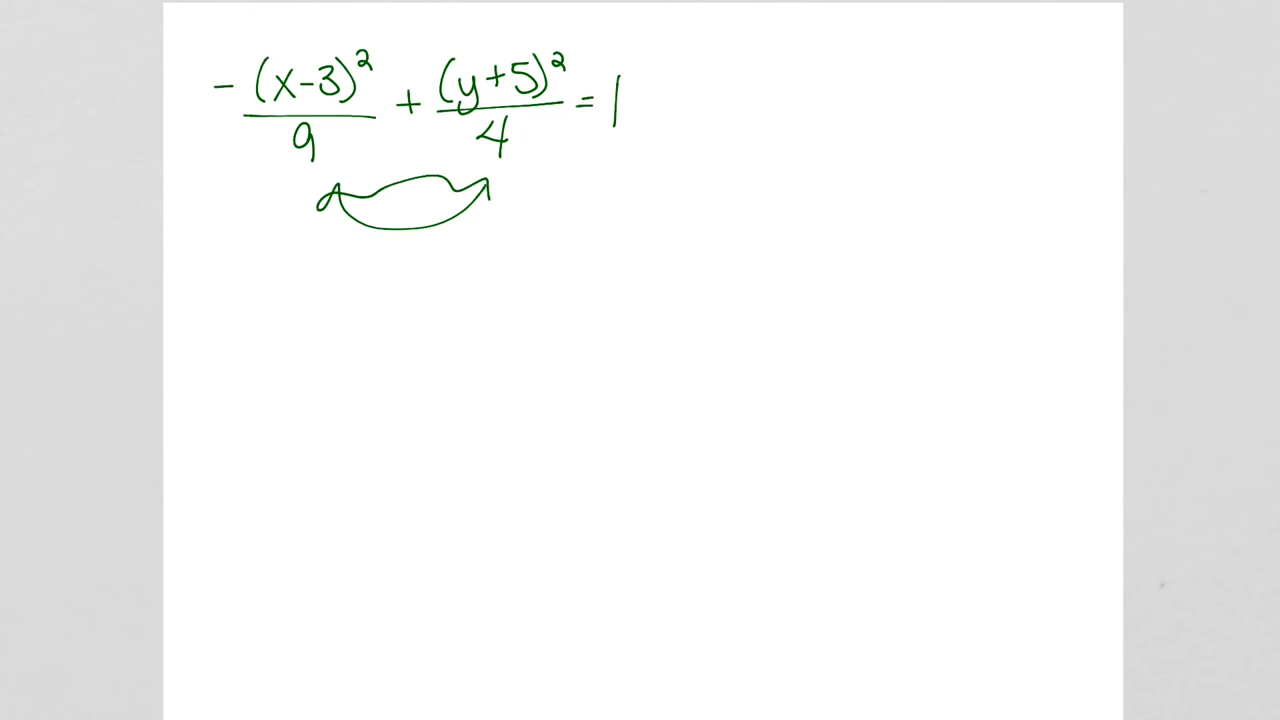 -(x-3)²/9 + (y+5)²/4 = 1